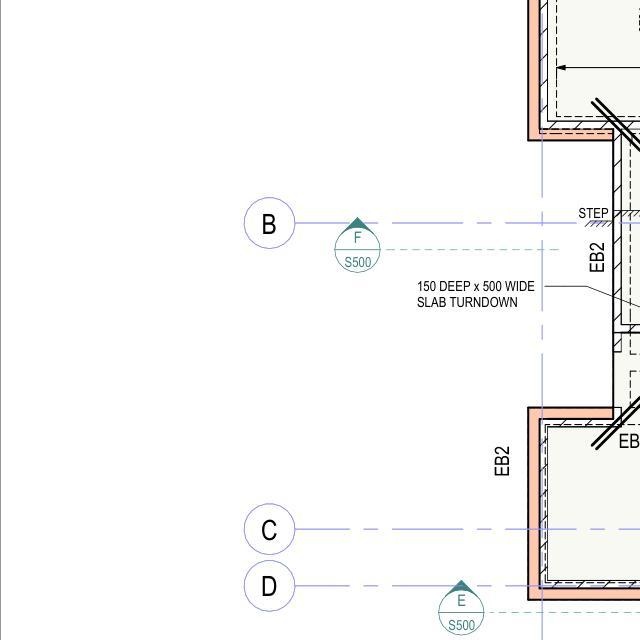 B
STEP
F
S500
EB2
150 DEEP x 500 WIDE
SLAB TURNDOWN
EB
EB2
C
D
E
S500